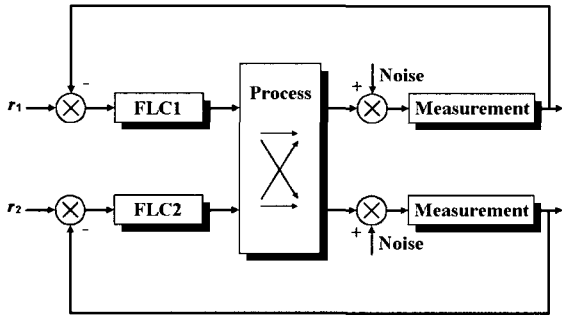 Noise
−
+
r1
FLC1
Process
Measurement
r2
FLC2
Measurement
−
+
Noise